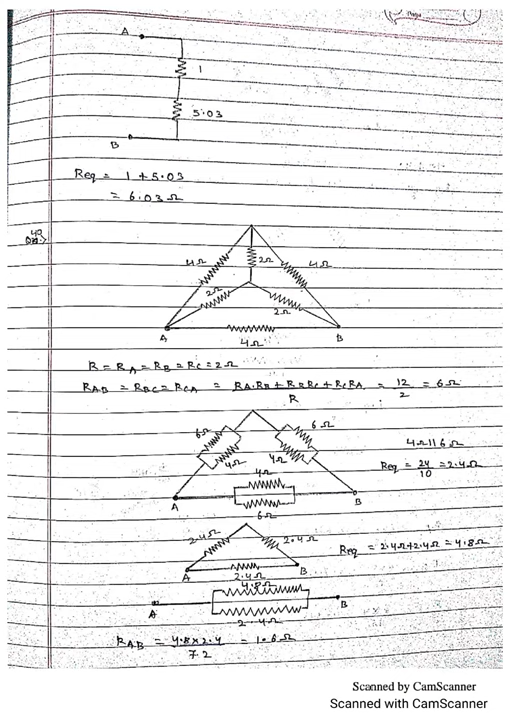 A
1
5.03
B
Req = 1 + 5.03
= 6.03 Ω
4Ω 2Ω 4Ω
2Ω 2Ω
A B
4Ω
R = RA = RB = RC = 2Ω
RAB = RBC = RCA = RA.RB + RBRC + RCRA / R = 12 / 2 = 6Ω
6Ω 6Ω
4Ω 4Ω
4Ω || 6Ω
4Ω
Req = 24 / 10 = 2.4Ω
A B
6Ω
2.4Ω 2.4Ω
Req = 2.4Ω + 2.4Ω = 4.8Ω
A B
2.4Ω
4.8Ω
A B
2.4Ω
RAB = 4.8 x 2.4 / 7.2 = 1.6Ω
Scanned by CamScanner
Scanned with CamScanner